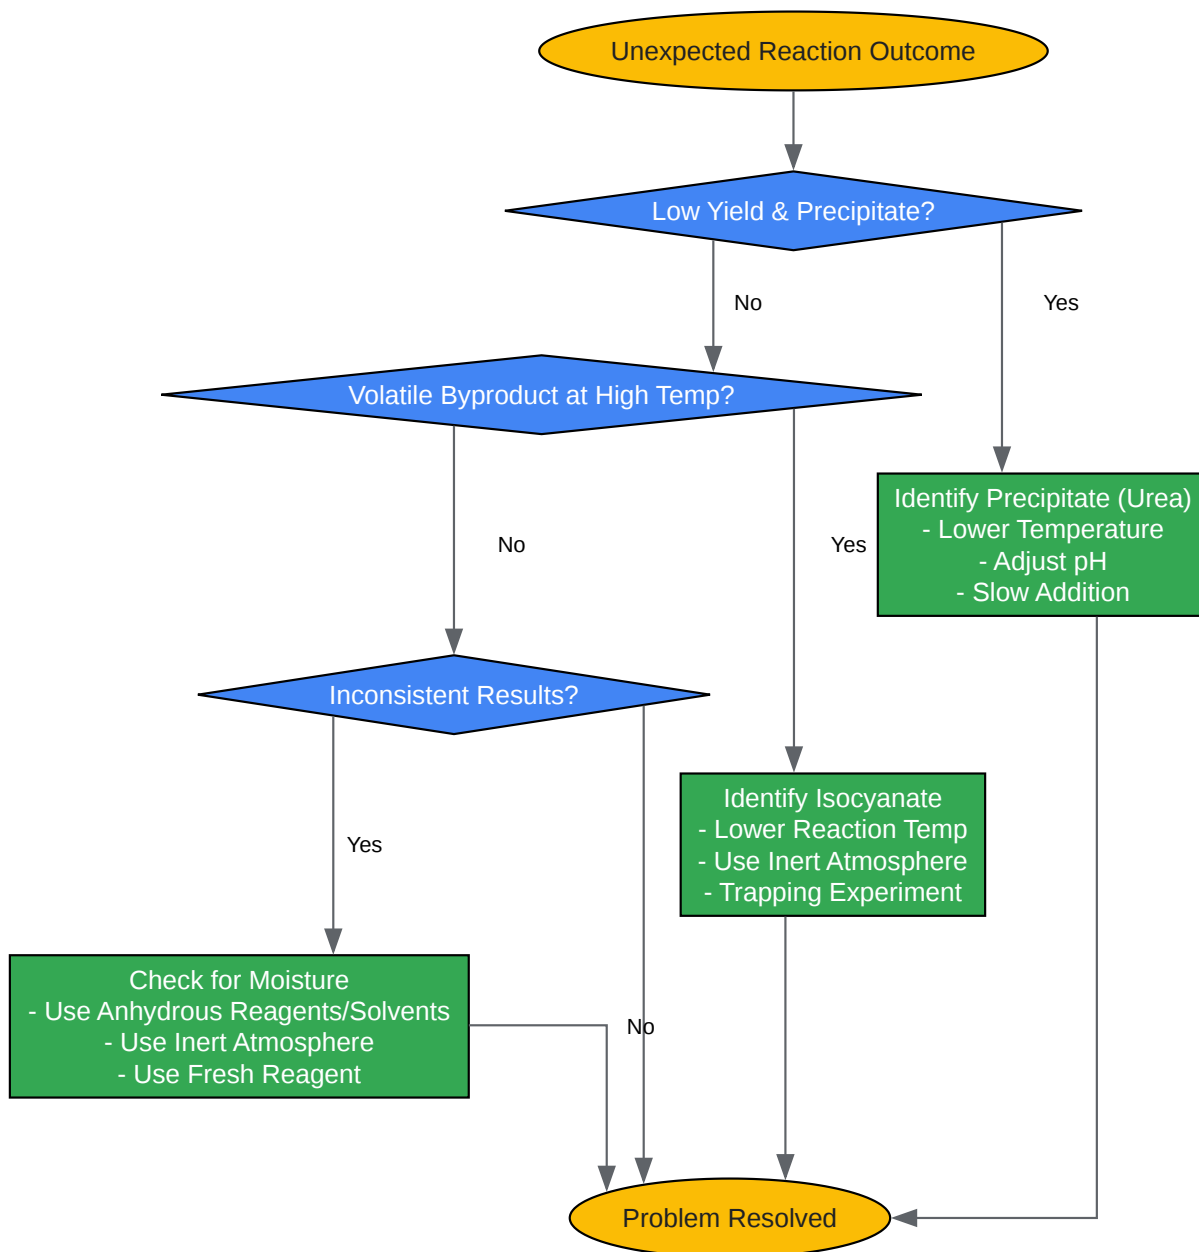 Unexpected Reaction Outcome
Low Yield & Precipitate?
No
Yes
Volatile Byproduct at High Temp?
Identify Precipitate (Urea)
- Lower Temperature
- Adjust pH
- Slow Addition
No
Yes
Inconsistent Results?
Identify Isocyanate
- Lower Reaction Temp
- Use Inert Atmosphere
- Trapping Experiment
Yes
Check for Moisture
- Use Anhydrous Reagents/Solvents
- Use Inert Atmosphere
- Use Fresh Reagent
No
Problem Resolved